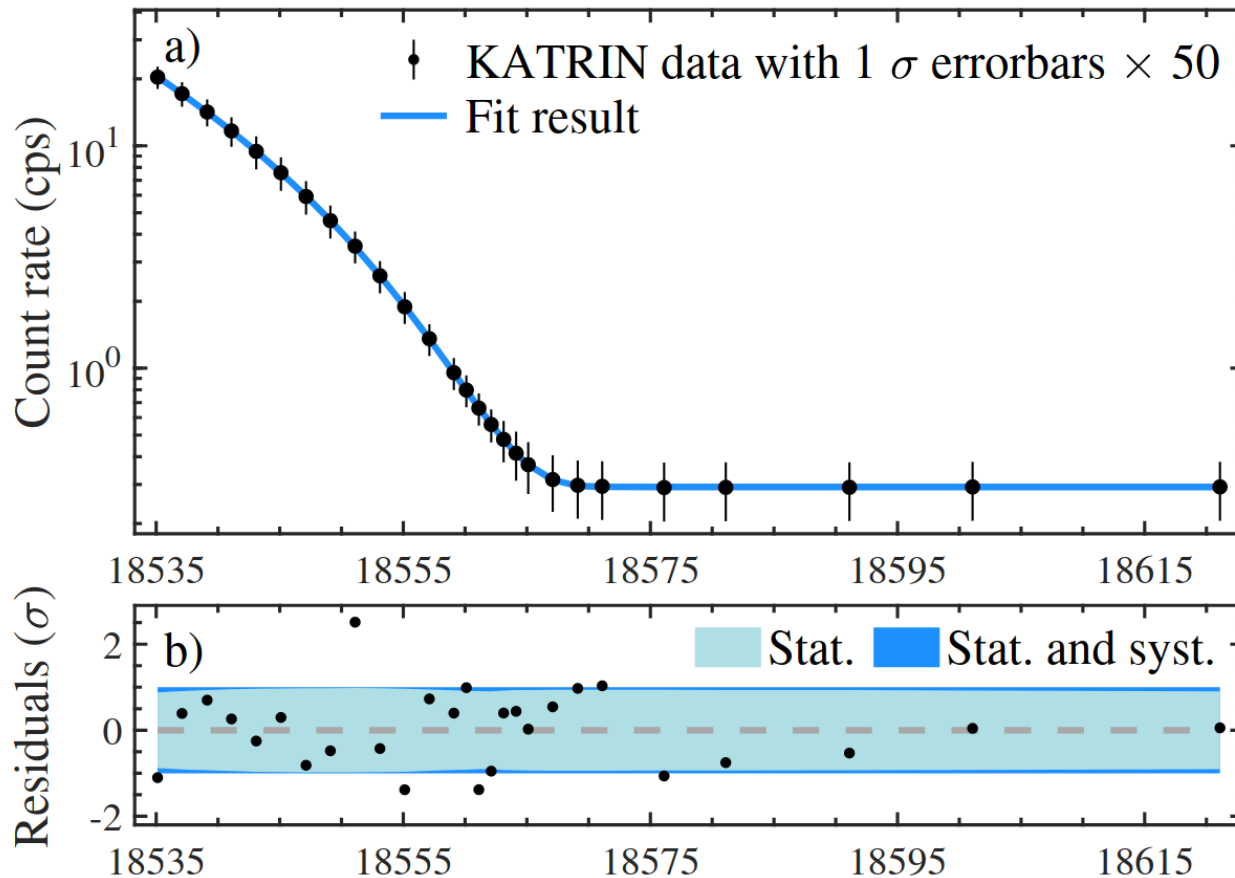 a)
KATRIN data with 1 σ errorbars × 50
Fit result
Count rate (cps)
10¹
10⁰
18535 18555 18575 18595 18615
b)
Stat. Stat. and syst.
Residuals (σ)
2
0
-2
18535 18555 18575 18595 18615